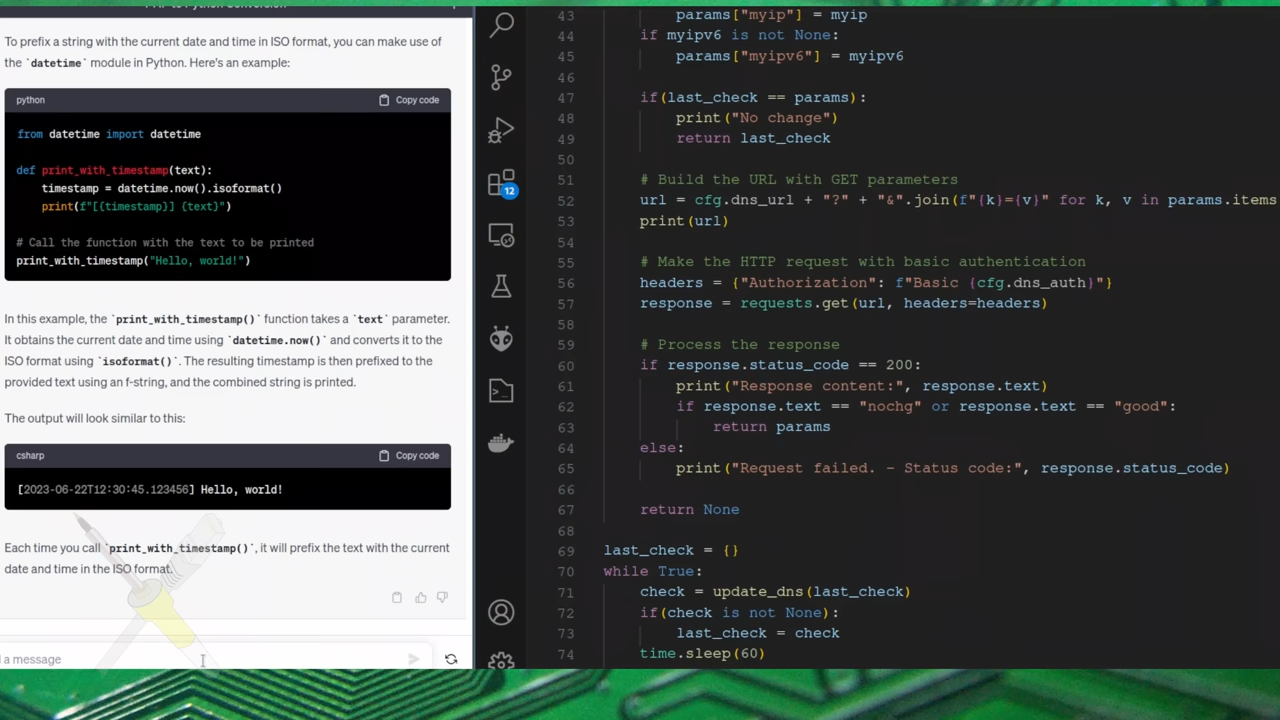 To prefix a string with the current date and time in ISO format, you can make use of
the `datetime` module in Python. Here's an example:
python
Copy code
from datetime import datetime
def print_with_timestamp(text):
timestamp = datetime.now().isoformat()
print(f"[{timestamp}] {text}")
# Call the function with the text to be printed
print_with_timestamp("Hello, world!")
In this example, the `print_with_timestamp()` function takes a `text` parameter.
It obtains the current date and time using `datetime.now()` and converts it to the
ISO format using `isoformat()`. The resulting timestamp is then prefixed to the
provided text using an f-string, and the combined string is printed.
The output will look similar to this:
csharp
Copy code
[2023-06-22T12:30:45.123456] Hello, world!
Each time you call `print_with_timestamp()`, it will prefix the text with the current
date and time in the ISO format.
a message
12
43 params["myip"] = myip
44 if myipv6 is not None:
45 params["myipv6"] = myipv6
46
47 if(last_check == params):
48 print("No change")
49 return last_check
50
51 # Build the URL with GET parameters
52 url = cfg.dns_url + "?" + "&".join(f"{k}={v}" for k, v in params.items
53 print(url)
54
55 # Make the HTTP request with basic authentication
56 headers = {"Authorization": f"Basic {cfg.dns_auth}"}
57 response = requests.get(url, headers=headers)
58
59 # Process the response
60 if response.status_code == 200:
61 print("Response content:", response.text)
62 if response.text == "nochg" or response.text == "good":
63 return params
64 else:
65 print("Request failed. - Status code:", response.status_code)
66
67 return None
68
69 last_check = {}
70 while True:
71 check = update_dns(last_check)
72 if(check is not None):
73 last_check = check
74 time.sleep(60)